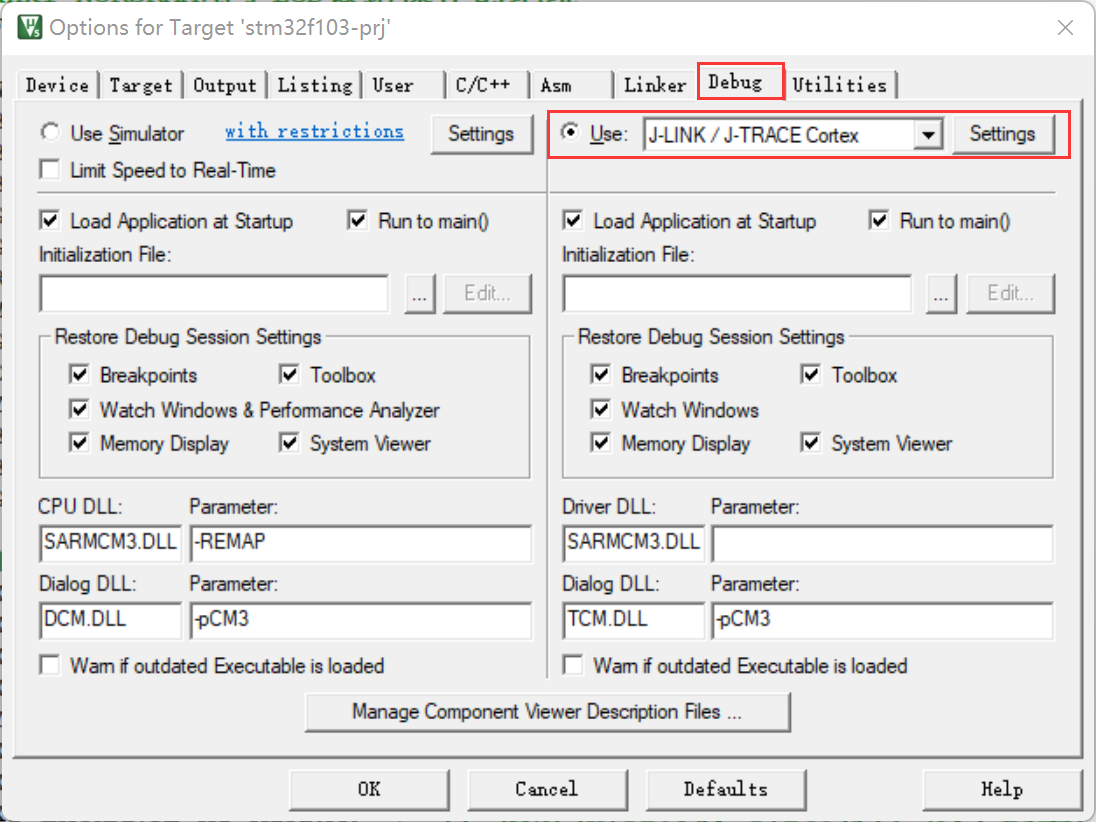 Options for Target 'stm32f103-prj'
Device Target Output Listing User C/C++ Asm Linker Debug Utilities
Use Simulator with restrictions Settings Use: J-LINK / J-TRACE Cortex Settings
Limit Speed to Real-Time
Load Application at Startup Run to main() Load Application at Startup Run to main()
Initialization File: Initialization File:
... Edit... ... Edit...
Restore Debug Session Settings Restore Debug Session Settings
Breakpoints Toolbox Breakpoints Toolbox
Watch Windows & Performance Analyzer Watch Windows
Memory Display System Viewer Memory Display System Viewer
CPU DLL: Parameter: Driver DLL: Parameter:
SARMCM3.DLL -REMAP SARMCM3.DLL
Dialog DLL: Parameter: Dialog DLL: Parameter:
DCM.DLL -pCM3 TCM.DLL -pCM3
Warn if outdated Executable is loaded Warn if outdated Executable is loaded
Manage Component Viewer Description Files ...
OK Cancel Defaults Help